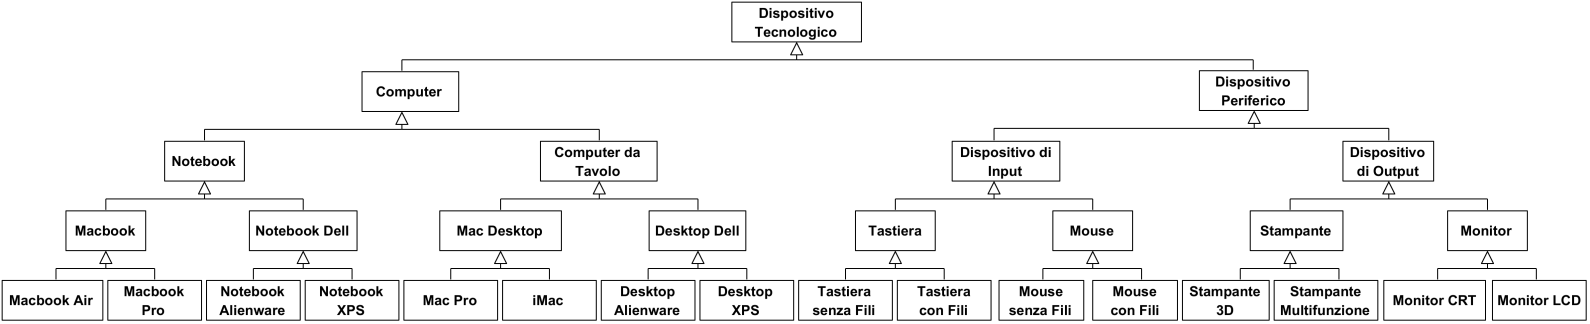 Dispositivo
Tecnologico
Computer
Dispositivo
Periferico
Notebook
Computer da
Tavolo
Dispositivo di
Input
Dispositivo
di Output
Macbook
Notebook Dell
Mac Desktop
Desktop Dell
Tastiera
Mouse
Stampante
Monitor
Macbook Air
Macbook
Pro
Notebook
Alienware
Notebook
XPS
Mac Pro
iMac
Desktop
Alienware
Desktop
XPS
Tastiera
senza Fili
Tastiera
con Fili
Mouse
senza Fili
Mouse
con Fili
Stampante
3D
Stampante
Multifunzione
Monitor CRT
Monitor LCD